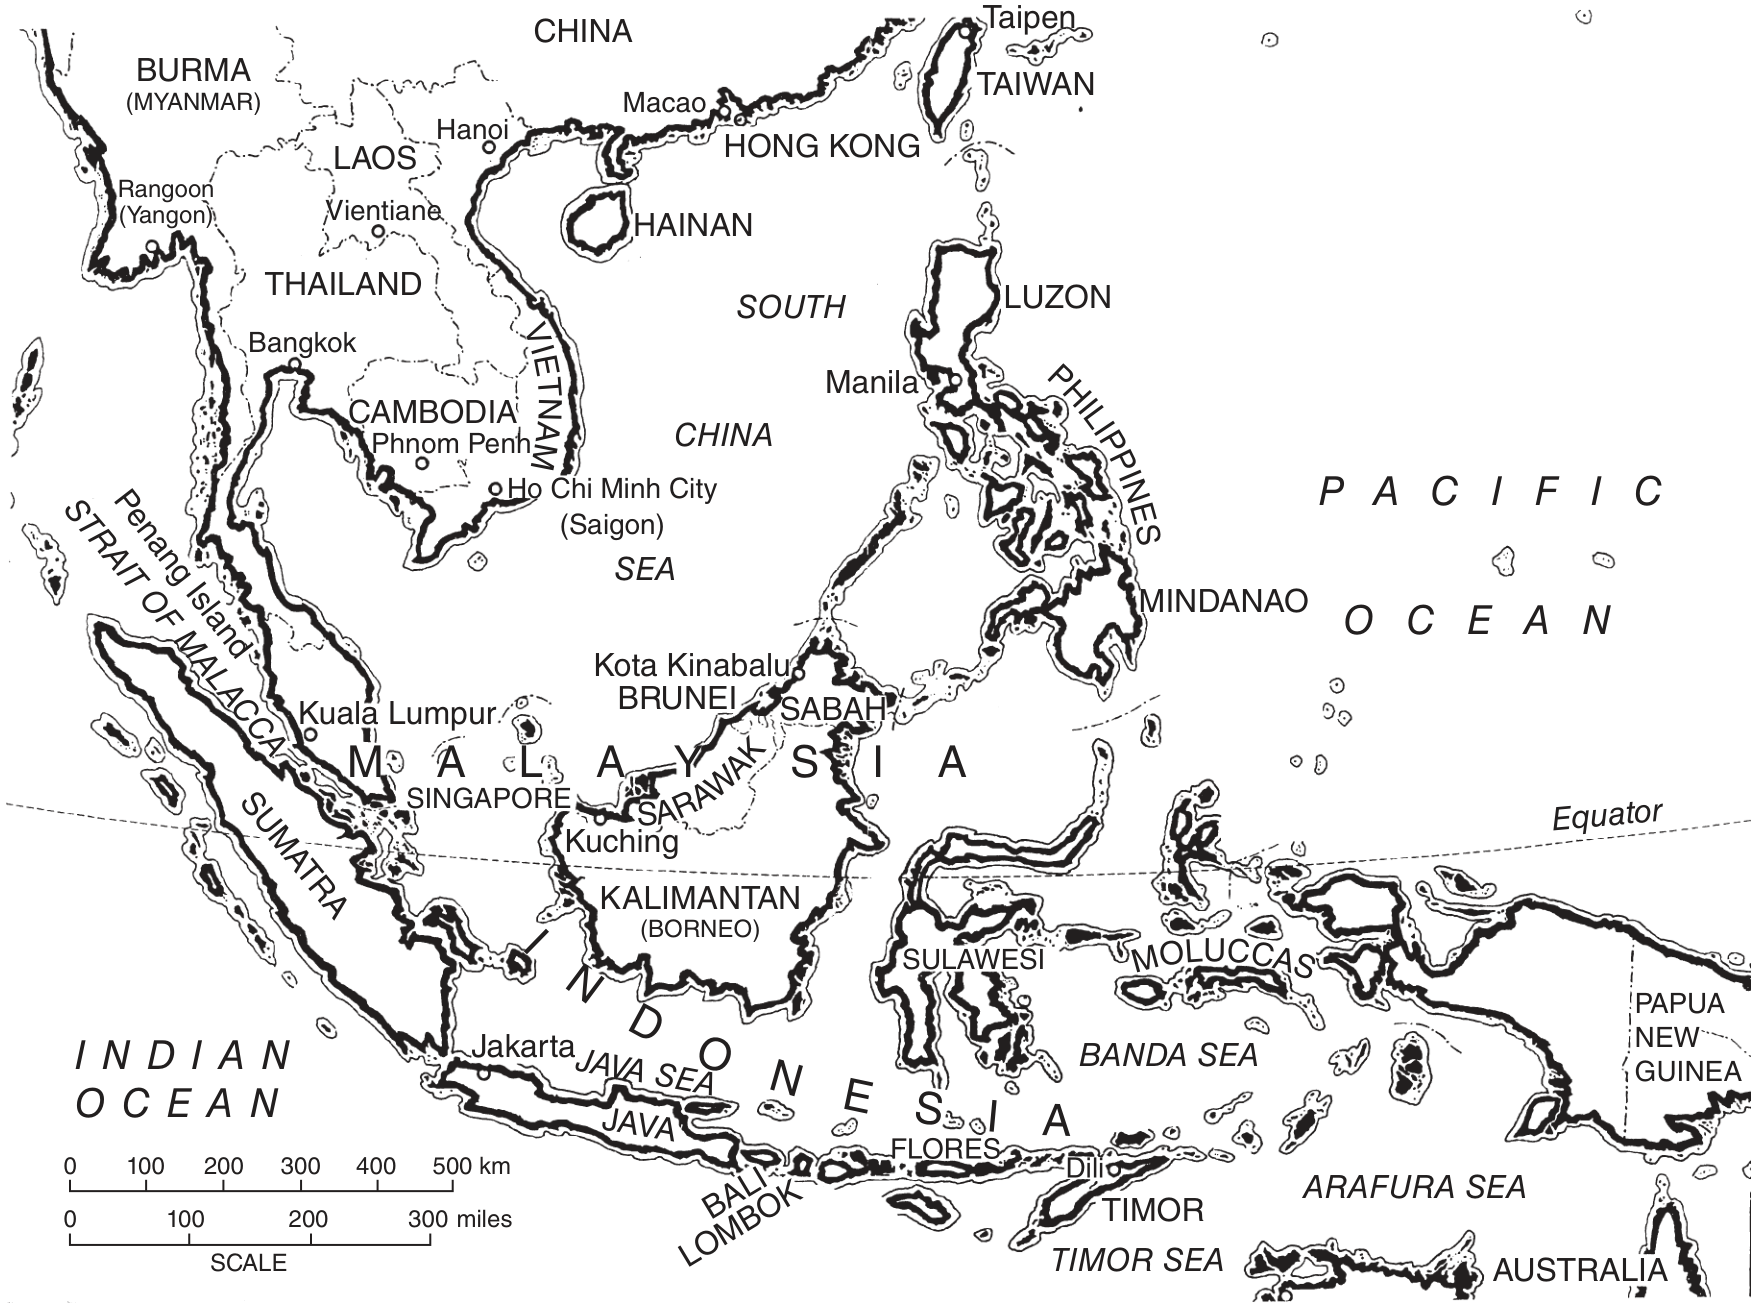 CHINA
Taipen
TAIWAN
BURMA
(MYANMAR)
Macao
HONG KONG
Hanoi
LAOS
Rangoon
(Yangon)
Vientiane
HAINAN
THAILAND
SOUTH
LUZON
Bangkok
VIETNAM
Manila
PHILIPPINES
CAMBODIA
Phnom Penh
CHINA
Ho Chi Minh City
(Saigon)
PACIFIC
SEA
Penang Island
STRAIT OF MALACCA
MINDANAO
OCEAN
Kota Kinabalu
BRUNEI
SABAH
Kuala Lumpur
MALAYSIA
SINGAPORE
SARAWAK
Kuching
Equator
SUMATRA
KALIMANTAN
(BORNEO)
SULAWESI
MOLUCCAS
INDONESIA
PAPUA
NEW
GUINEA
INDIAN
OCEAN
Jakarta
JAVA SEA
BANDA SEA
JAVA
FLORES
Dili
BALI
LOMBOK
TIMOR
ARAFURA SEA
TIMOR SEA
AUSTRALIA
0 100 200 300 400 500 km
0 100 200 300 miles
SCALE